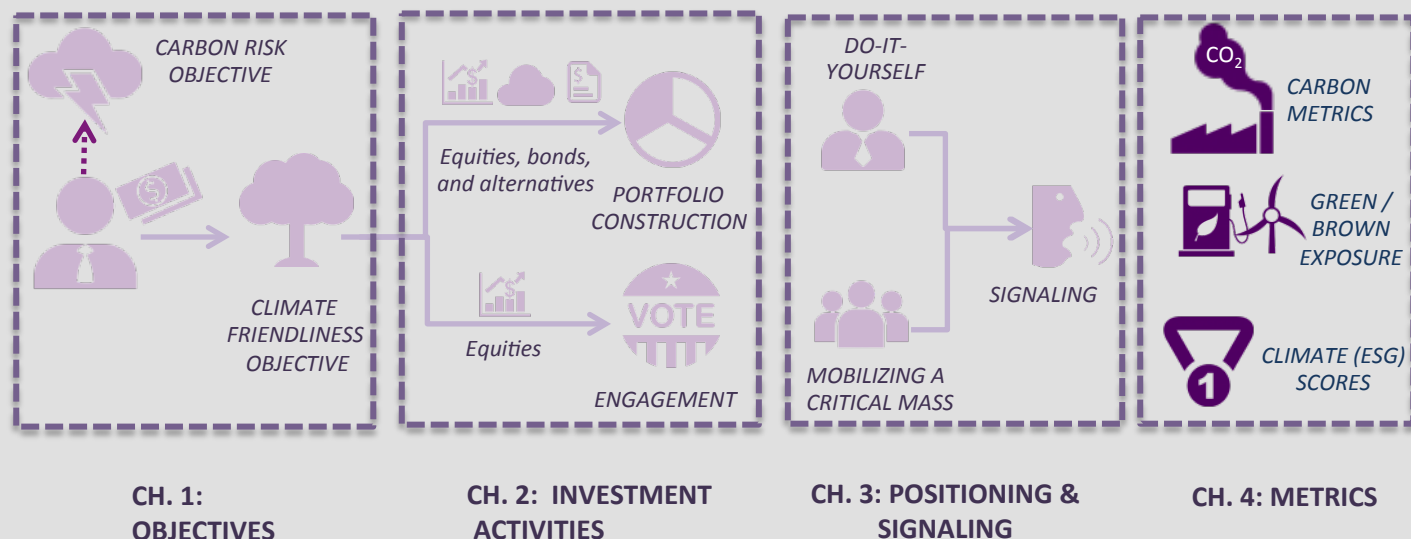 CARBON RISK
OBJECTIVE
CLIMATE
FRIENDLINESS
OBJECTIVE
$
$
$
Equities, bonds,
and alternatives
PORTFOLIO
CONSTRUCTION
$
Equities
VOTE
ENGAGEMENT
DO-IT-
YOURSELF
SIGNALING
MOBILIZING A
CRITICAL MASS
CO2
CARBON
METRICS
GREEN /
BROWN
EXPOSURE
1
CLIMATE (ESG)
SCORES
CH. 1:
OBJECTIVES
CH. 2: INVESTMENT
ACTIVITIES
CH. 3: POSITIONING &
SIGNALING
CH. 4: METRICS